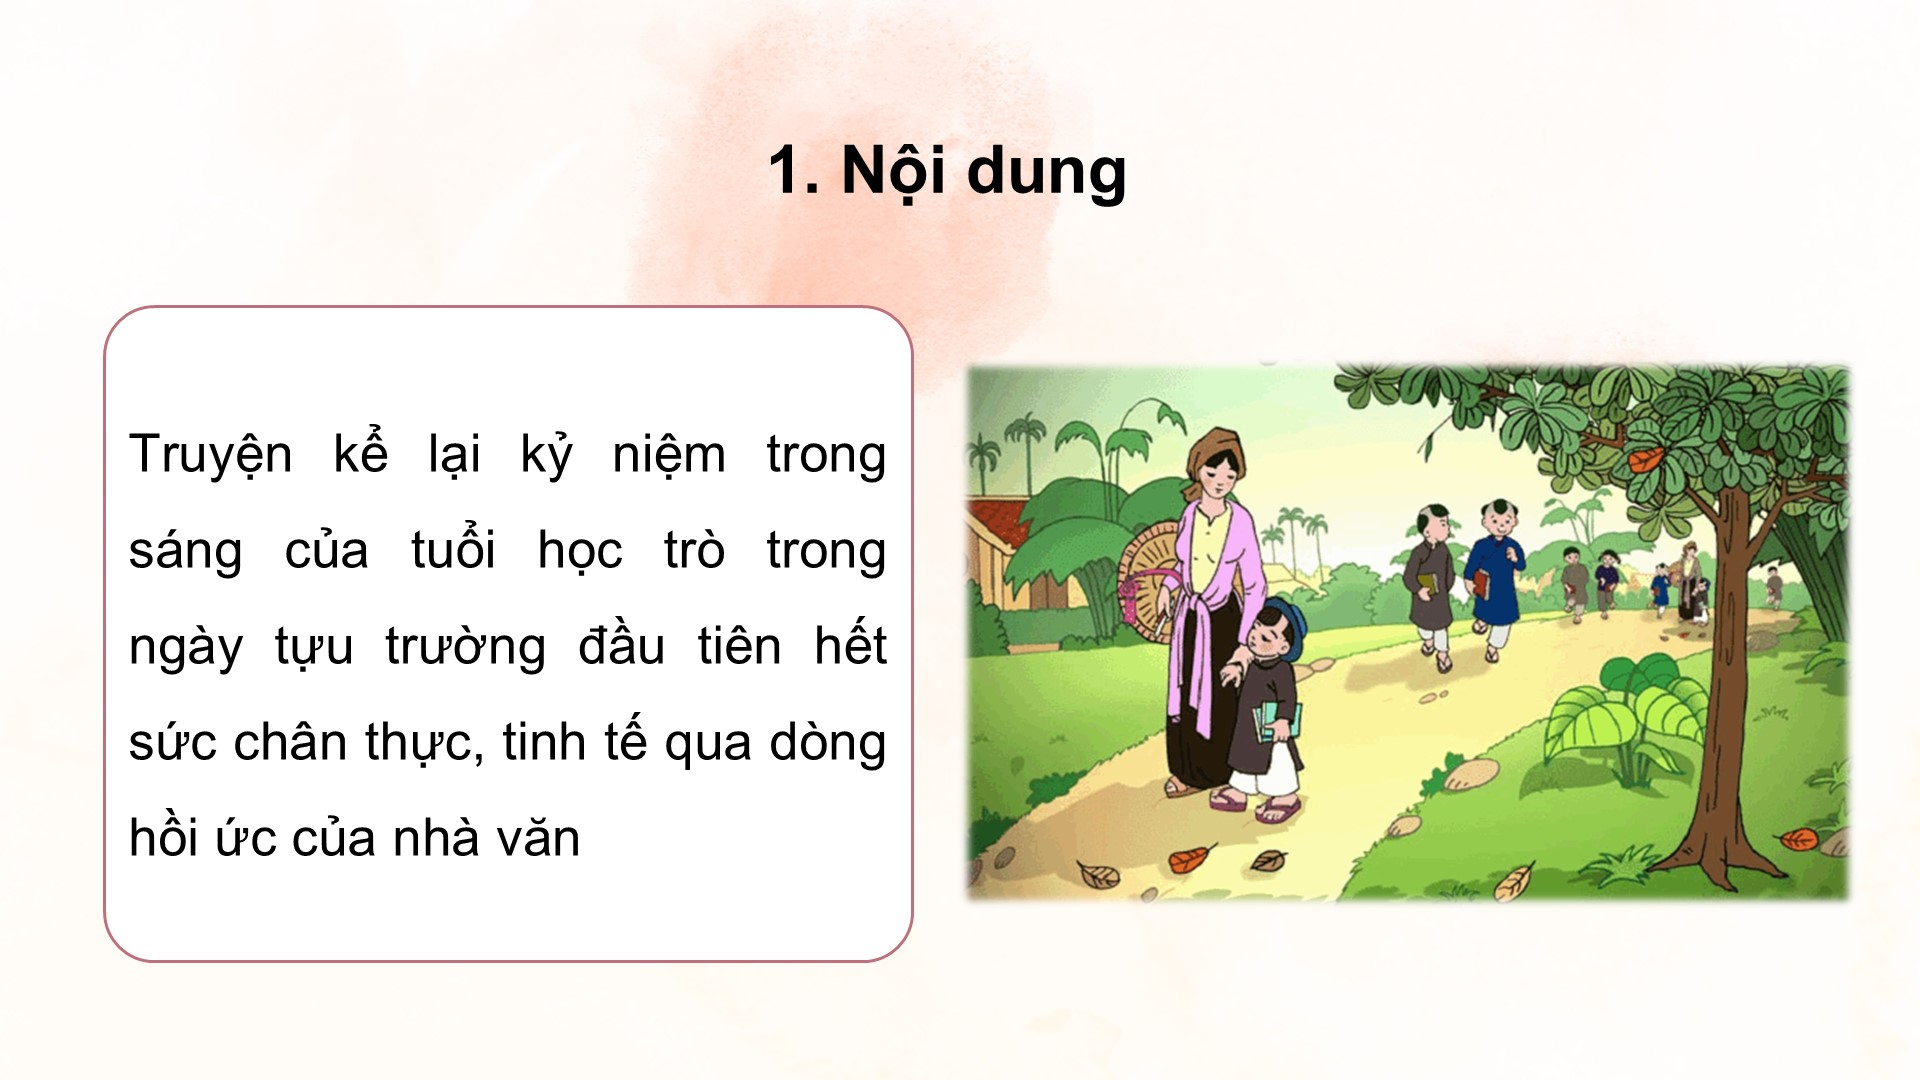 1. Nội dung
Truyện kể lại kỷ niệm trong
sáng của tuổi học trò trong
ngày tựu trường đầu tiên hết
sức chân thực, tinh tế qua dòng
hồi ức của nhà văn